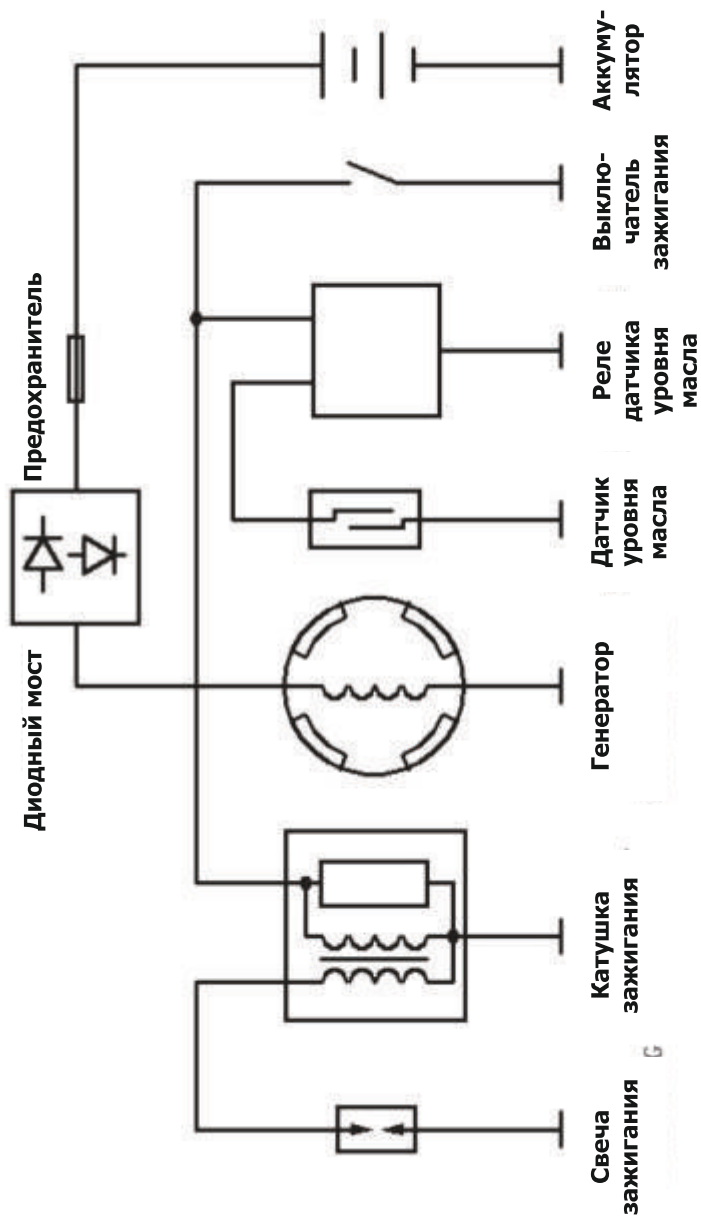 Диодный мост
Предохранитель
Свеча
зажигания
Катушка
зажигания
Генератор
Датчик
уровня
масла
Реле
датчика
уровня
масла
Выклю-
чатель
зажигания
Аккуму-
лятор
G